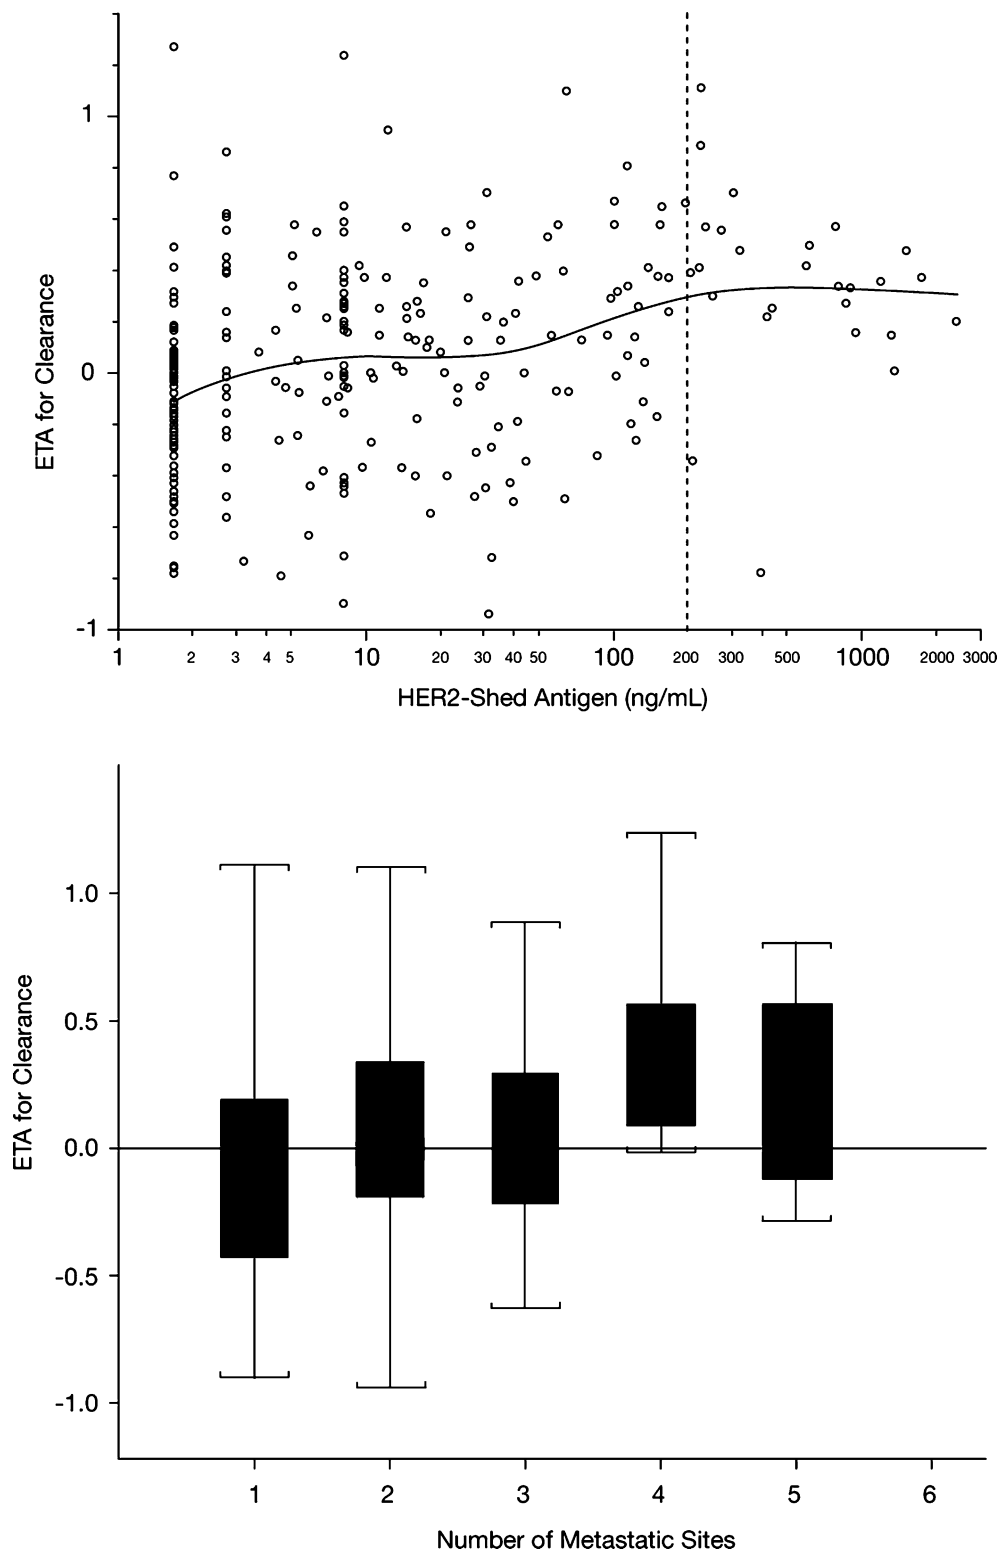 1
0
-1
ETA for Clearance
1 2 3 4 5 10 20 30 40 50 100 200 300 500 1000 2000 3000
HER2-Shed Antigen (ng/mL)
1.0
0.5
0.0
-0.5
-1.0
ETA for Clearance
1 2 3 4 5 6
Number of Metastatic Sites